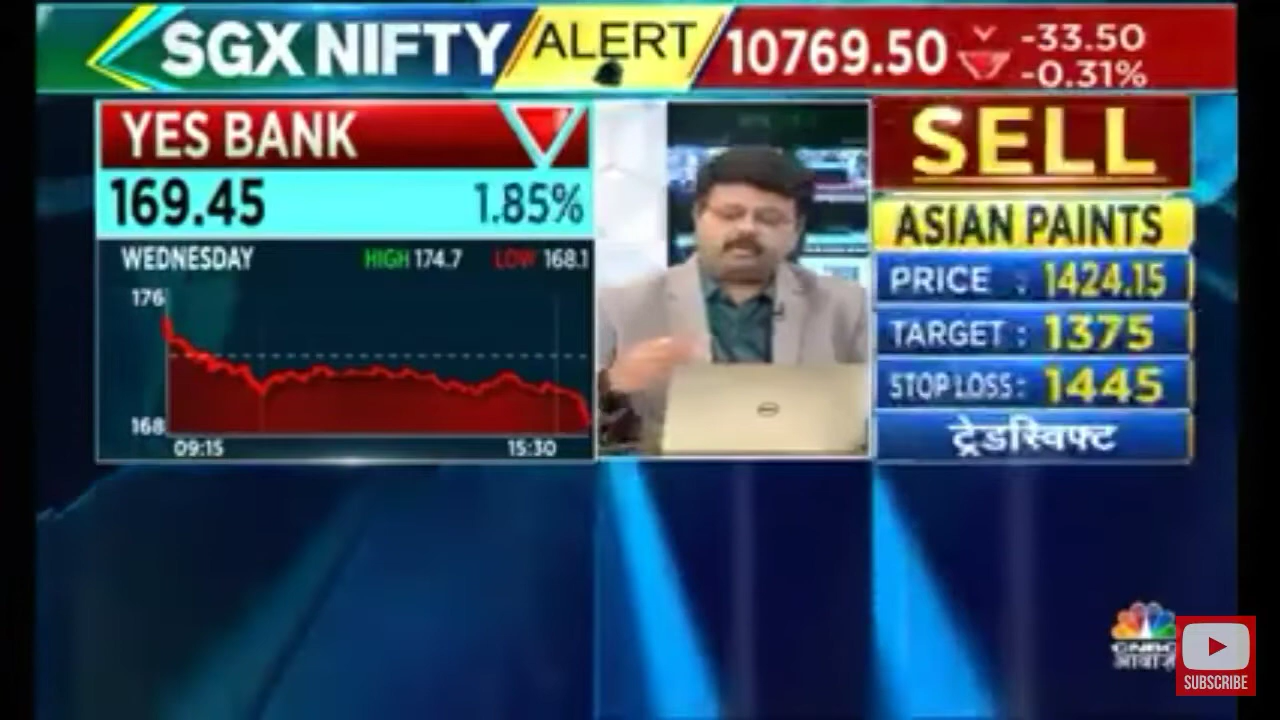 SGX NIFTY ALERT 10769.50 -33.50
-0.31%
YES BANK
169.45 1.85%
WEDNESDAY HIGH 174.7 LOW 168.1
176
168
09:15 15:30
SELL
ASIAN PAINTS
PRICE : 1424.15
TARGET : 1375
STOP LOSS : 1445
ट्रेडस्विफ्ट
CNBC
आवाज़
SUBSCRIBE